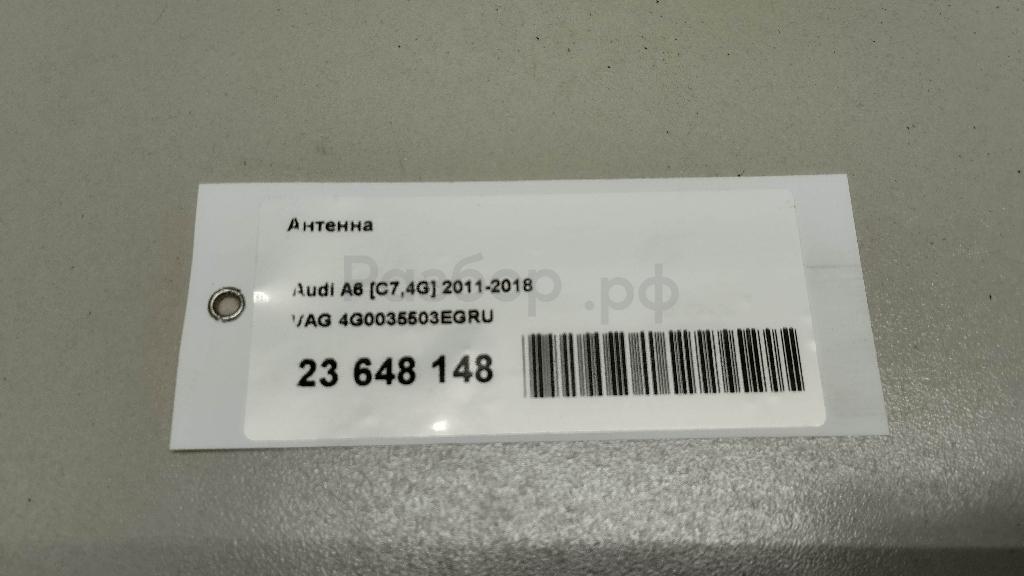 Антенна
Audi A6 [C7,4G] 2011-2018
VAG 4G0035503EGRU
23 648 148
Разбор.рф